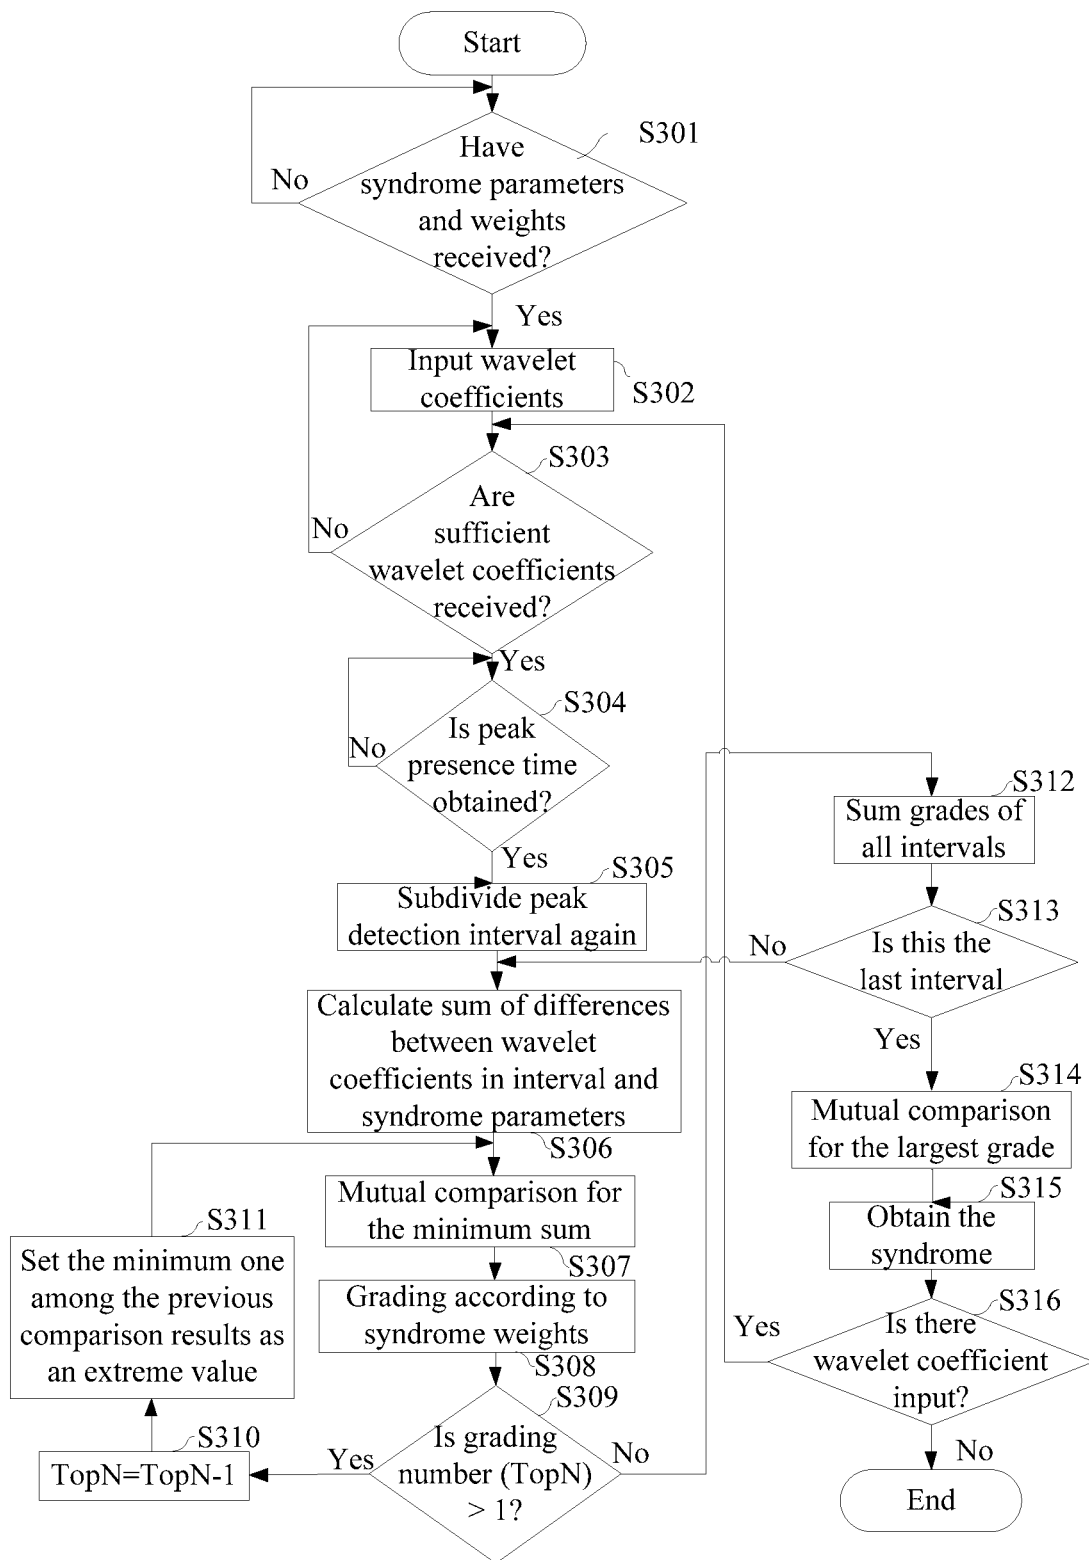 Start
S301
Have
syndrome parameters
and weights
received?
No
Yes
Input wavelet
coefficients
S302
S303
Are
sufficient
wavelet coefficients
received?
No
Yes
S304
Is peak
presence time
obtained?
No
Yes
S305
Subdivide peak
detection interval again
Calculate sum of differences
between wavelet
coefficients in interval and
syndrome parameters
S306
Mutual comparison for
the minimum sum
S307
Grading according to
syndrome weights
S308
S309
Is grading
number (TopN)
> 1?
Yes
No
S310
TopN=TopN-1
S311
Set the minimum one
among the previous
comparison results as
an extreme value
S312
Sum grades of
all intervals
S313
Is this the
last interval
No
Yes
S314
Mutual comparison
for the largest grade
S315
Obtain the
syndrome
S316
Is there
wavelet coefficient
input?
Yes
No
End